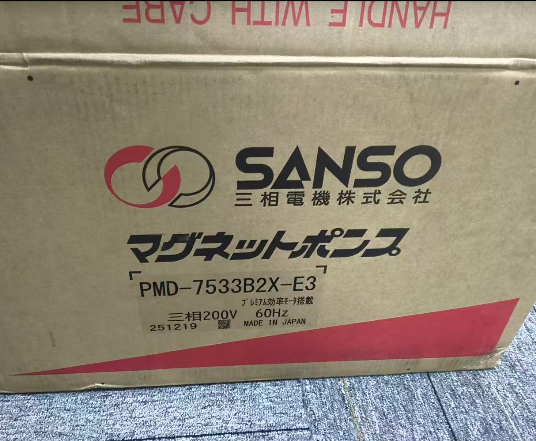 HANDLE WITH CARE
SANSO
三相電機株式会社
マグネットポンプ
PMD-7533B2X-E3
プレミアム効率モータ搭載
三相200V 60Hz
251219 MADE IN JAPAN